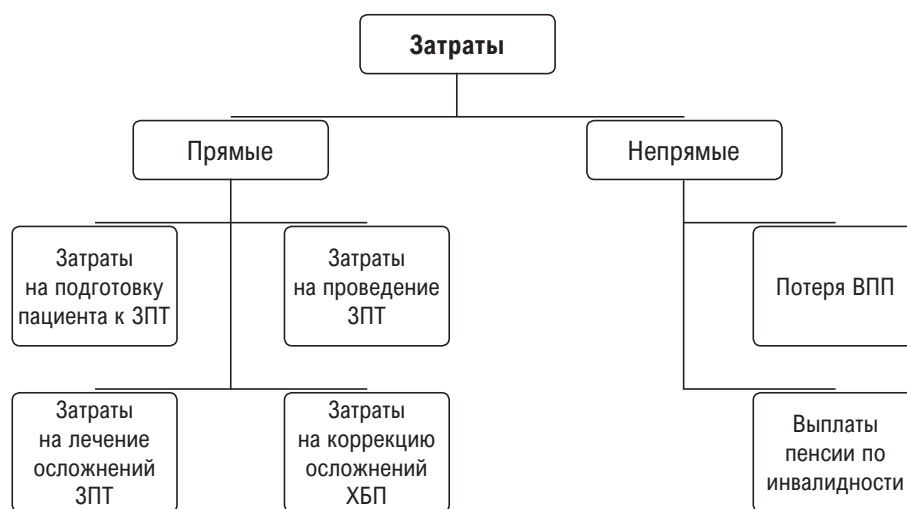 Затраты
Прямые
Непрямые
Затраты
на подготовку
пациента к ЗПТ
Затраты
на проведение
ЗПТ
Потеря ВПП
Затраты
на лечение
осложнений
ЗПТ
Затраты
на коррекцию
осложнений
ХБП
Выплаты
пенсии по
инвалидности